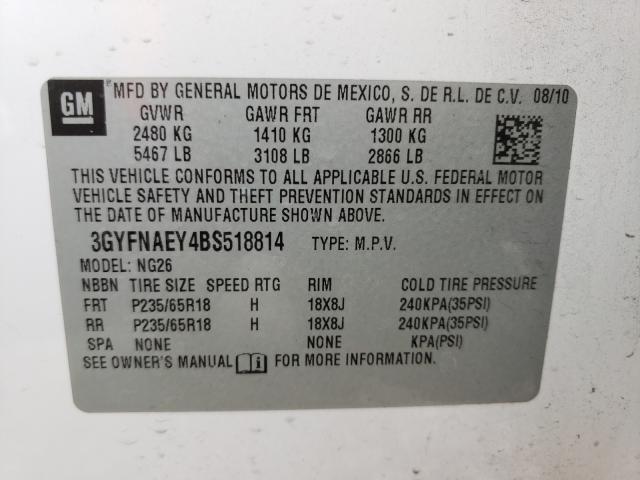 GM
MFD BY GENERAL MOTORS DE MEXICO, S. DE R.L. DE C.V. 08/10
GVWR GAWR FRT GAWR RR
2480 KG 1410 KG 1300 KG
5467 LB 3108 LB 2866 LB
THIS VEHICLE CONFORMS TO ALL APPLICABLE U.S. FEDERAL MOTOR
VEHICLE SAFETY AND THEFT PREVENTION STANDARDS IN EFFECT ON
THE DATE OF MANUFACTURE SHOWN ABOVE.
3GYFNAEY4BS518814 TYPE: M.P.V.
MODEL: NG26
NBBN TIRE SIZE SPEED RTG RIM COLD TIRE PRESSURE
FRT P235/65R18 H 18X8J 240KPA(35PSI)
RR P235/65R18 H 18X8J 240KPA(35PSI)
SPA NONE NONE KPA(PSI)
SEE OWNER'S MANUAL FOR MORE INFORMATION.